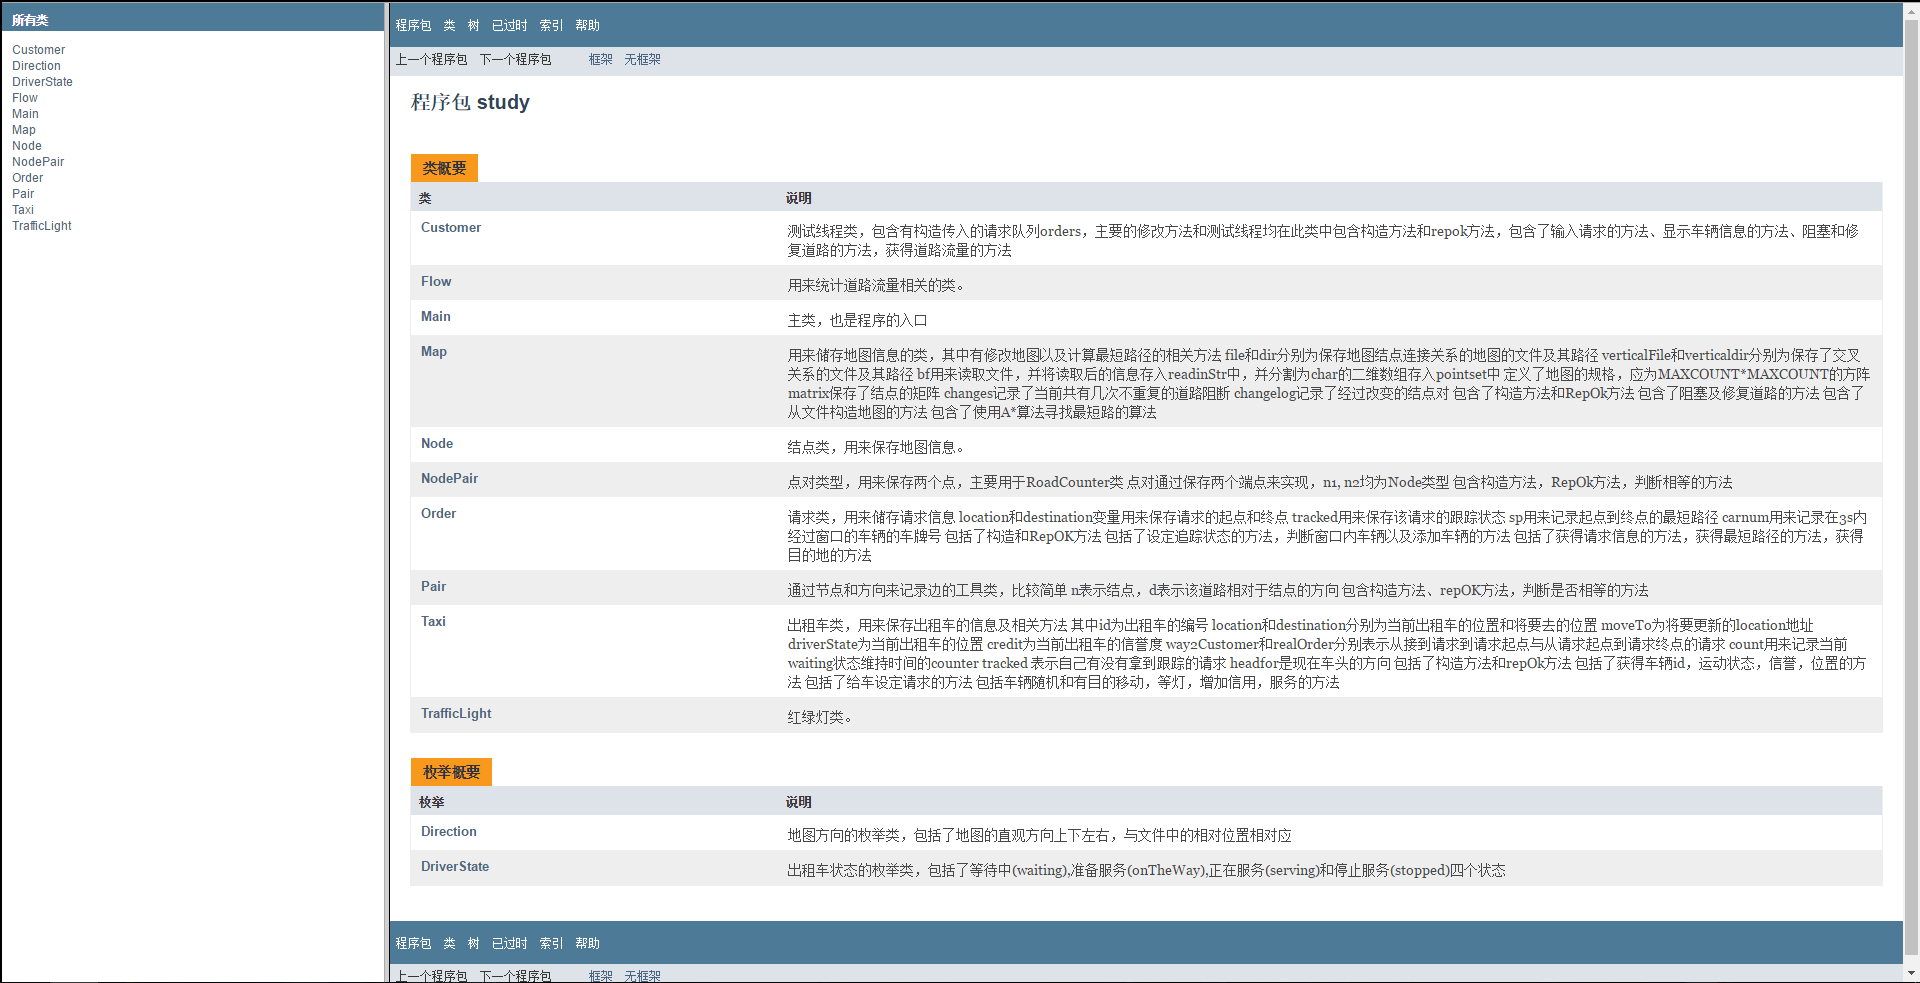 所有类
Customer
Direction
DriverState
Flow
Main
Map
Node
NodePair
Order
Pair
Taxi
TrafficLight
程序包 类 树 已过时 索引 帮助
上一个程序包 下一个程序包 框架 无框架
程序包 study
类概要
类 说明
Customer 测试线程类，包含有构造传入的请求队列orders，主要的修改方法和测试线程均在此类中包含构造方法和repok方法，包含了输入请求的方法、显示车辆信息的方法、阻塞和修
复道路的方法，获得道路流量的方法
Flow 用来统计道路流量相关的类。
Main 主类，也是程序的入口
Map 用来储存地图信息的类，其中有修改地图以及计算最短路径的相关方法 file和dir分别为保存地图结点连接关系的地图的文件及其路径 verticalFile和verticaldir分别为保存了交叉
关系的文件及其路径 bf用来读取文件，并将读取后的信息存入readinStr中，并分割为char的二维数组存入pointset中 定义了地图的规格，应为MAXCOUNT*MAXCOUNT的方阵
matrix保存了结点的矩阵 changes记录了当前共有几次不重复的道路阻断 changelog记录了经过改变的结点对 包含了构造方法和RepOk方法 包含了阻塞及修复道路的方法 包含了
从文件构造地图的方法 包含了使用A*算法寻找最短路的算法
Node 结点类，用来保存地图信息。
NodePair 点对类型，用来保存两个点，主要用于RoadCounter类 点对通过保存两个端点来实现，n1, n2均为Node类型 包含构造方法，RepOk方法，判断相等的方法
Order 请求类，用来储存请求信息 location和destination变量用来保存请求的起点和终点 tracked用来保存该请求的跟踪状态 sp用来记录起点到终点的最短路径 carnum用来记录在3s内
经过窗口的车辆的车牌号 包括了构造和RepOK方法 包括了设定追踪状态的方法，判断窗口内车辆以及添加车辆的方法 包括了获得请求信息的方法，获得最短路径的方法，获得
目的地的方法
Pair 通过节点和方向来记录边的工具类，比较简单 n表示结点，d表示该道路相对于结点的方向 包含构造方法、repOK方法，判断是否相等的方法
Taxi 出租车类，用来保存出租车的信息及相关方法 其中id为出租车的编号 location和destination分别为当前出租车的位置和将要去的位置 moveTo为将要更新的location地址
driverState为当前出租车的位置 credit为当前出租车的信誉度 way2Customer和realOrder分别表示从接到请求到请求起点与从请求起点到请求终点的请求 count用来记录当前
waiting状态维持时间的counter tracked 表示自己有没有拿到跟踪的请求 headfor是现在车头的方向 包括了构造方法和repOk方法 包括了获得车辆id，运动状态，信誉，位置的方
法 包括了给车设定请求的方法 包括车辆随机和有目的移动，等灯，增加信用，服务的方法
TrafficLight 红绿灯类。
枚举概要
枚举 说明
Direction 地图方向的枚举类，包括了地图的直观方向上下左右，与文件中的相对位置相对应
DriverState 出租车状态的枚举类，包括了等待中(waiting),准备服务(onTheWay),正在服务(serving)和停止服务(stopped)四个状态
程序包 类 树 已过时 索引 帮助
上一个程序包 下一个程序包 框架 无框架